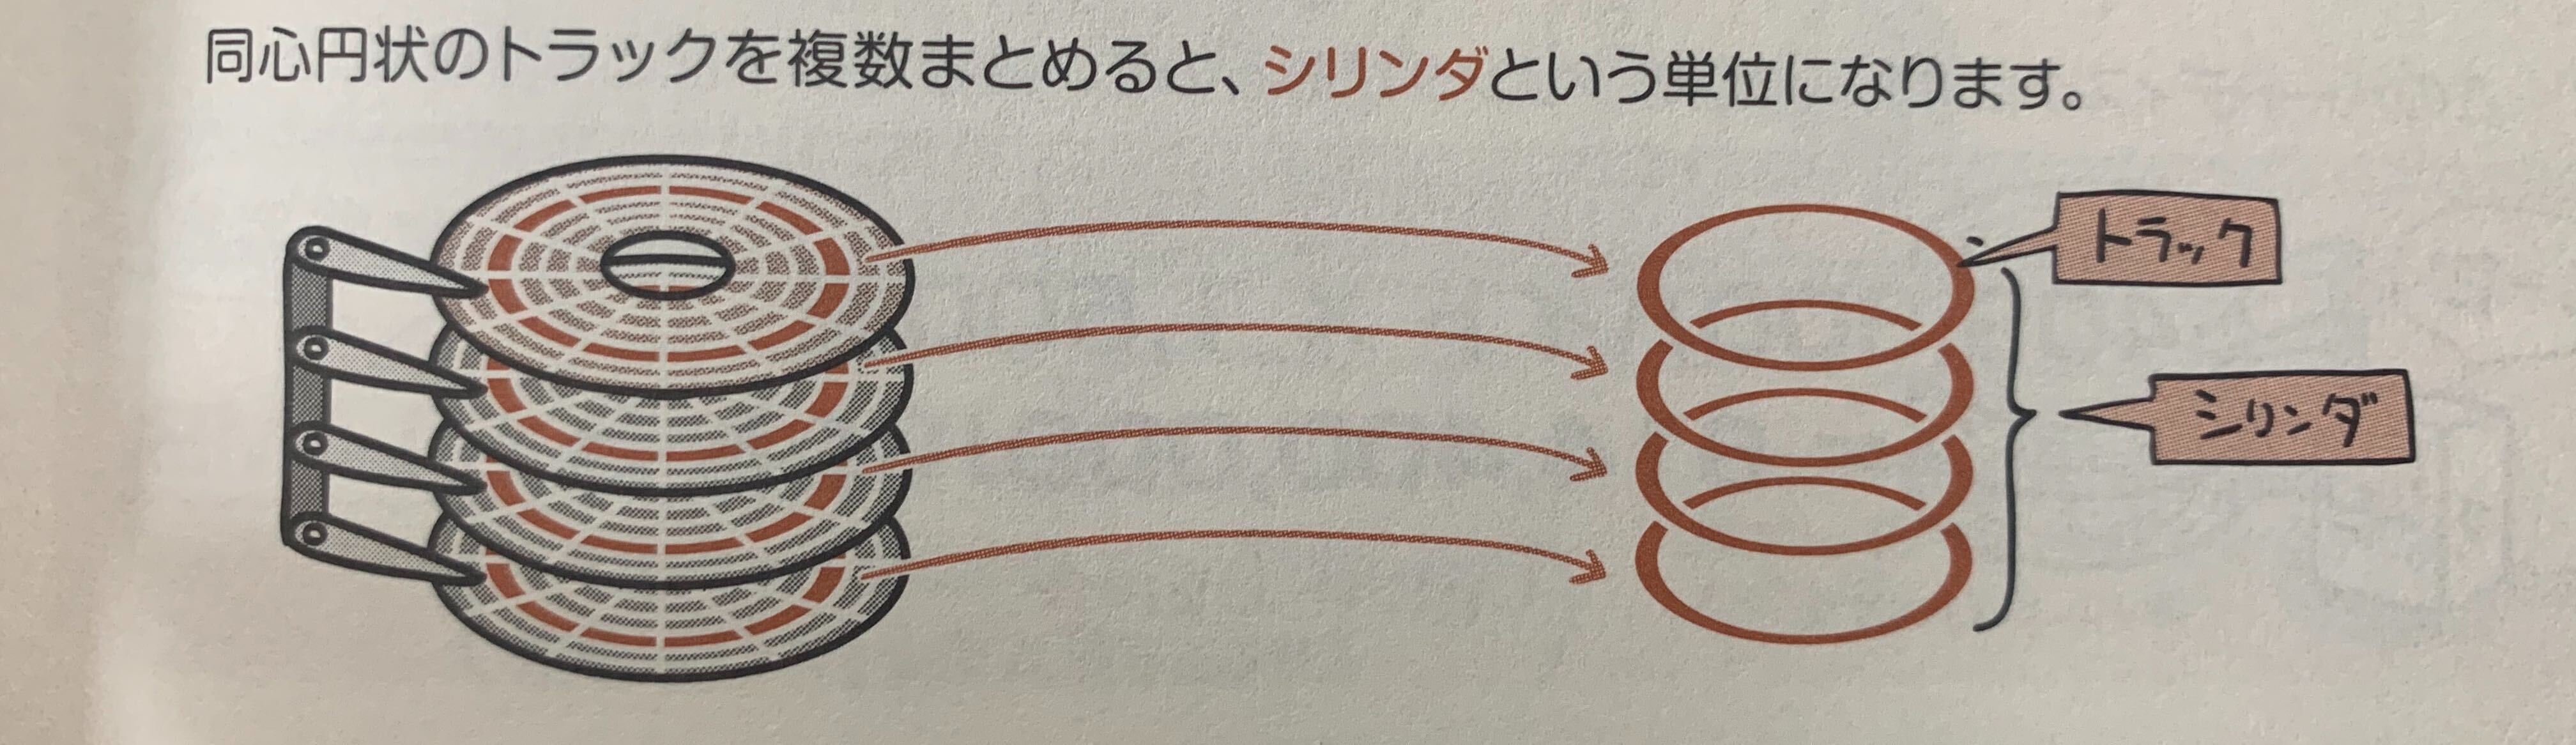 同心円状のトラックを複数まとめると、シリンダという単位になります。
トラック
シリンダ